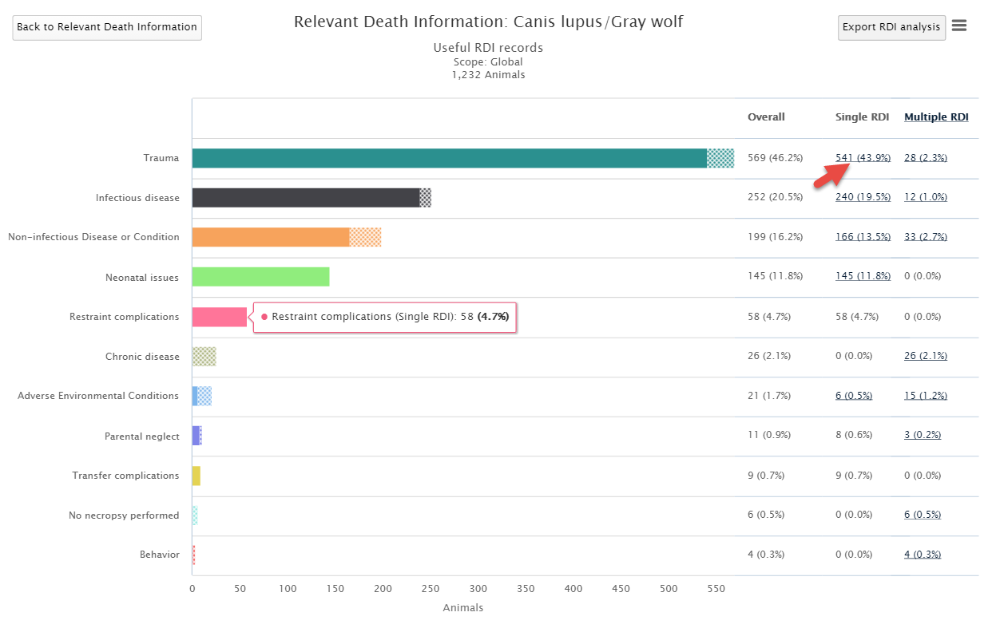 Relevant Death Information: Canis lupus/Gray wolf
Back to Relevant Death Information
Export RDI analysis
Useful RDI records
Scope: Global
1,232 Animals
Overall Single RDI Multiple RDI
Trauma 569 (46.2%) 541 (43.9%) 28 (2.3%)
Infectious disease 252 (20.5%) 240 (19.5%) 12 (1.0%)
Non-infectious Disease or Condition 199 (16.2%) 166 (13.5%) 33 (2.7%)
Neonatal issues 145 (11.8%) 145 (11.8%) 0 (0.0%)
Restraint complications Restraint complications (Single RDI): 58 (4.7%) 58 (4.7%) 58 (4.7%) 0 (0.0%)
Chronic disease 26 (2.1%) 0 (0.0%) 26 (2.1%)
Adverse Environmental Conditions 21 (1.7%) 6 (0.5%) 15 (1.2%)
Parental neglect 11 (0.9%) 8 (0.6%) 3 (0.2%)
Transfer complications 9 (0.7%) 9 (0.7%) 0 (0.0%)
No necropsy performed 6 (0.5%) 0 (0.0%) 6 (0.5%)
Behavior 4 (0.3%) 0 (0.0%) 4 (0.3%)
0 50 100 150 200 250 300 350 400 450 500 550
Animals